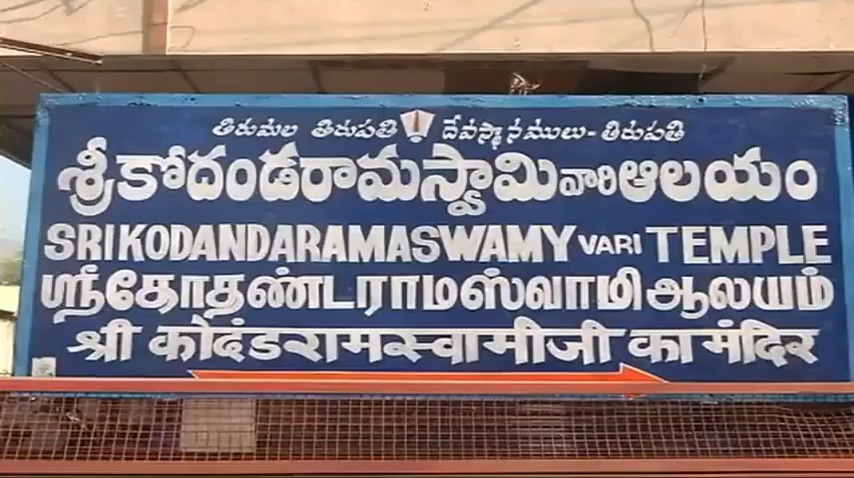 తిరుమల తిరుపతి దేవస్థానములు - తిరుపతి
శ్రీకోదండరామస్వామి వారి ఆలయం
SRI KODANDARAMASWAMY VARI TEMPLE
ஸ்ரீகோதண்டராமஸ்வாமி ஆலயம்
श्री कोदंडरामस्वामीजी का मंदिर